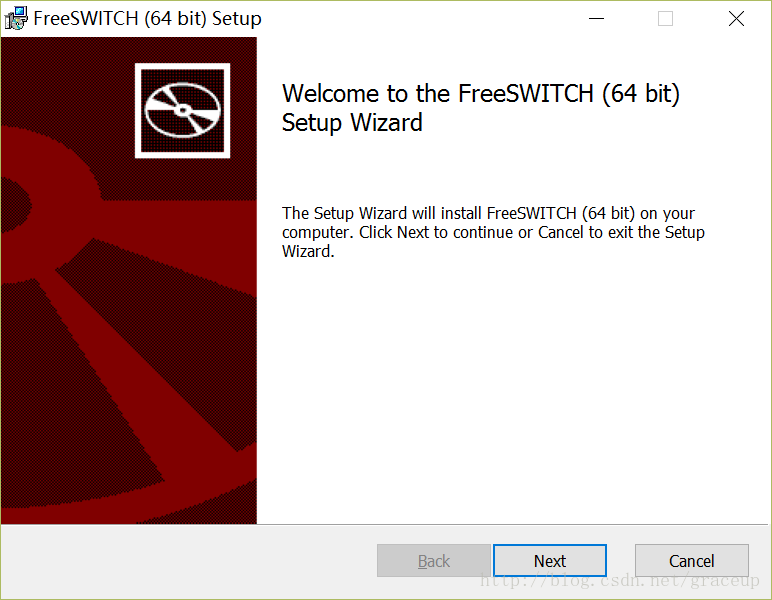 FreeSWITCH (64 bit) Setup
Welcome to the FreeSWITCH (64 bit)
Setup Wizard
The Setup Wizard will install FreeSWITCH (64 bit) on your
computer. Click Next to continue or Cancel to exit the Setup
Wizard.
Back Next Cancel
http://blog.csdn.net/graceup